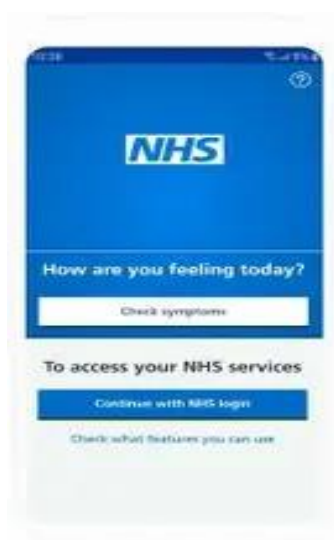 NHS
How are you feeling today?
Check symptoms
To access your NHS services
Continue with NHS login
Check what features you can use